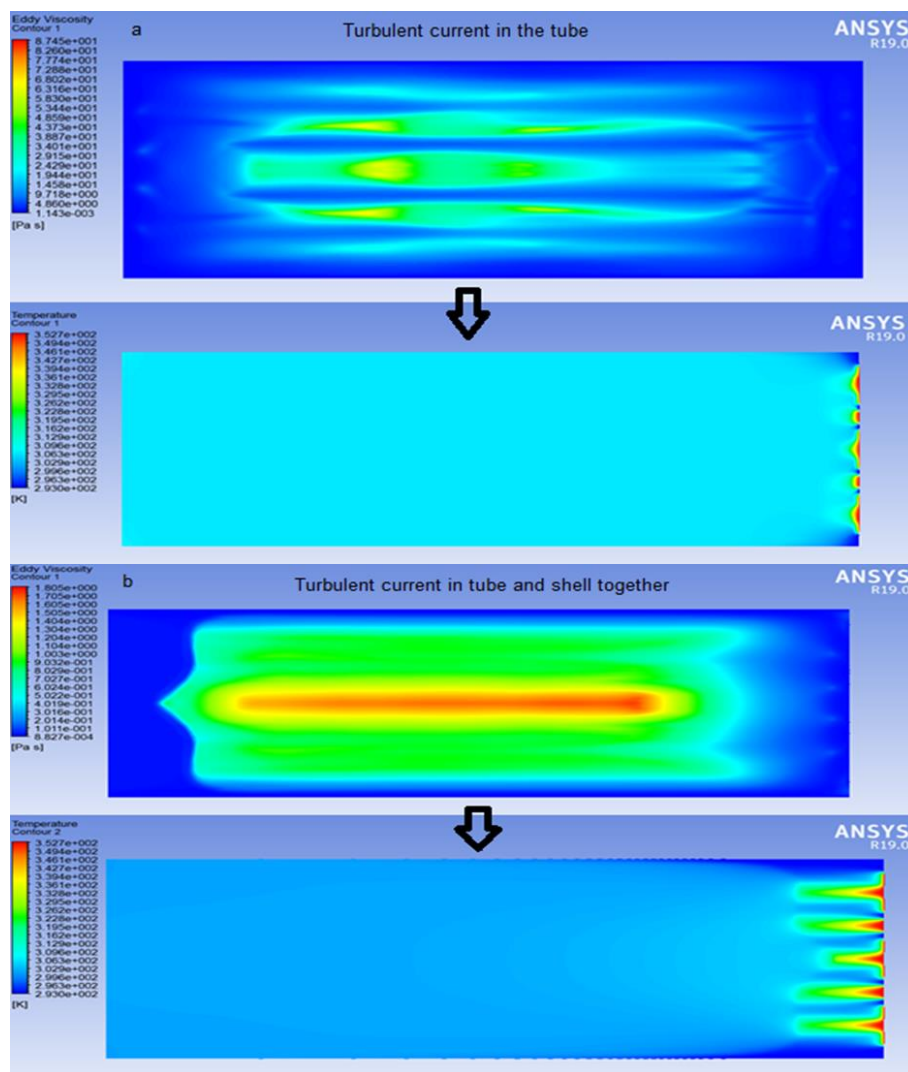 Eddy Viscosity
Contour 1
a
Turbulent current in the tube
ANSYS
R19.0
8.745e+001
8.260e+001
7.774e+001
7.288e+001
6.802e+001
6.316e+001
5.830e+001
5.344e+001
4.859e+001
4.373e+001
3.887e+001
3.401e+001
2.915e+001
2.429e+001
1.944e+001
1.458e+001
9.718e+000
4.860e+000
1.143e-003
[Pa s]
Temperature
Contour 1
ANSYS
R19.0
3.527e+002
3.494e+002
3.461e+002
3.427e+002
3.394e+002
3.361e+002
3.328e+002
3.295e+002
3.262e+002
3.228e+002
3.195e+002
3.162e+002
3.129e+002
3.096e+002
3.063e+002
3.029e+002
2.996e+002
2.963e+002
2.930e+002
[K]
Eddy Viscosity
Contour 1
b
Turbulent current in tube and shell together
ANSYS
R19.0
1.805e+000
1.705e+000
1.605e+000
1.505e+000
1.404e+000
1.304e+000
1.204e+000
1.104e+000
1.003e+000
9.032e-001
8.029e-001
7.027e-001
6.024e-001
5.022e-001
4.019e-001
3.016e-001
2.014e-001
1.011e-001
8.827e-004
[Pa s]
Temperature
Contour 2
ANSYS
R19.0
3.527e+002
3.494e+002
3.461e+002
3.427e+002
3.394e+002
3.361e+002
3.328e+002
3.295e+002
3.262e+002
3.228e+002
3.195e+002
3.162e+002
3.129e+002
3.096e+002
3.063e+002
3.029e+002
2.996e+002
2.963e+002
2.930e+002
[K]